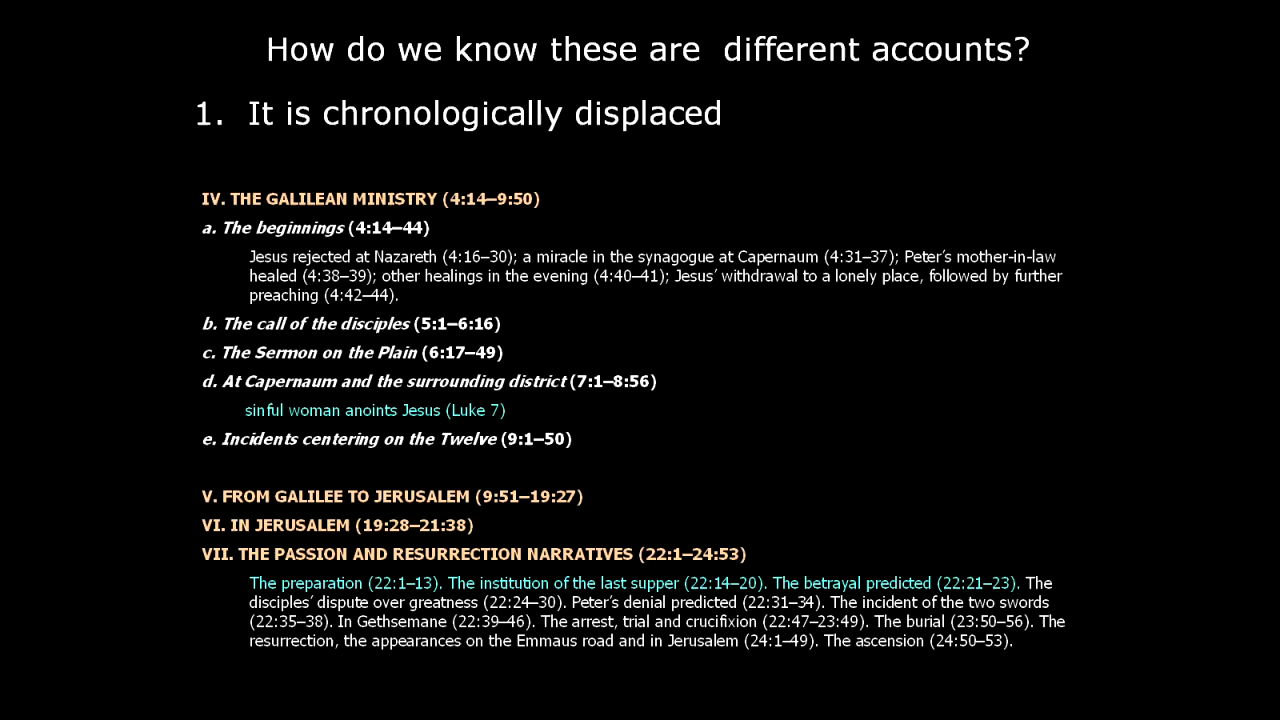 How do we know these are  different accounts?
1.  It is chronologically displaced
IV. THE GALILEAN MINISTRY (4:14–9:50)
a. The beginnings (4:14–44)
Jesus rejected at Nazareth (4:16–30); a miracle in the synagogue at Capernaum (4:31–37); Peter’s mother-in-law
healed (4:38–39); other healings in the evening (4:40–41); Jesus’ withdrawal to a lonely place, followed by further
preaching (4:42–44).
b. The call of the disciples (5:1–6:16)
c. The Sermon on the Plain (6:17–49)
d. At Capernaum and the surrounding district (7:1–8:56)
sinful woman anoints Jesus (Luke 7)
e. Incidents centering on the Twelve (9:1–50)
V. FROM GALILEE TO JERUSALEM (9:51–19:27)
VI. IN JERUSALEM (19:28–21:38)
VII. THE PASSION AND RESURRECTION NARRATIVES (22:1–24:53)
The preparation (22:1–13). The institution of the last supper (22:14–20). The betrayal predicted (22:21–23). The
disciples’ dispute over greatness (22:24–30). Peter’s denial predicted (22:31–34). The incident of the two swords
(22:35–38). In Gethsemane (22:39–46). The arrest, trial and crucifixion (22:47–23:49). The burial (23:50–56). The
resurrection, the appearances on the Emmaus road and in Jerusalem (24:1–49). The ascension (24:50–53).